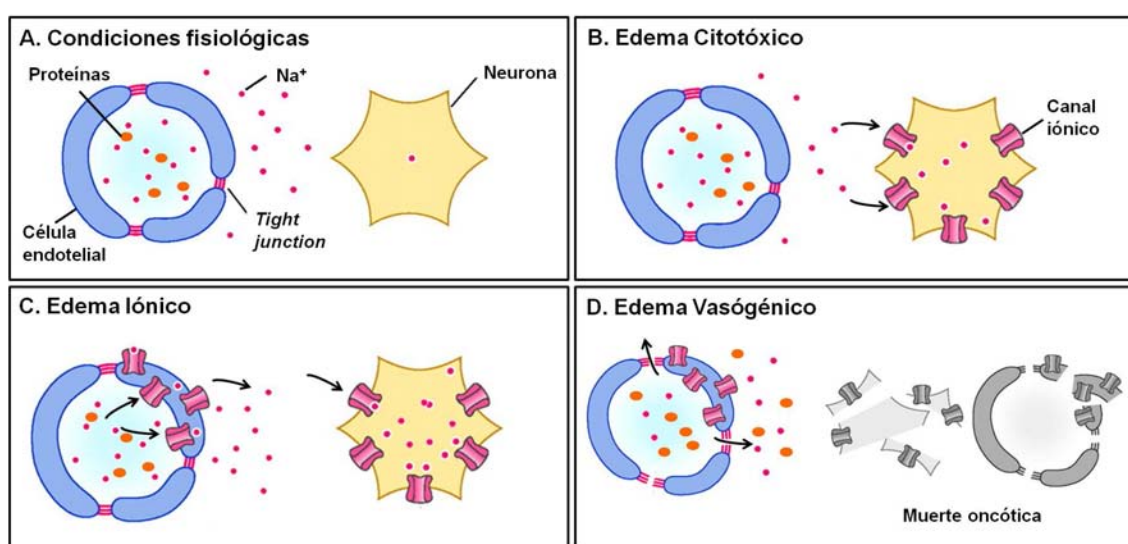 A. Condiciones fisiológicas
Proteínas
Na+
Neurona
Célula
endotelial
Tight
junction
B. Edema Citotóxico
Canal
iónico
C. Edema Iónico
D. Edema Vasógénico
Muerte oncótica